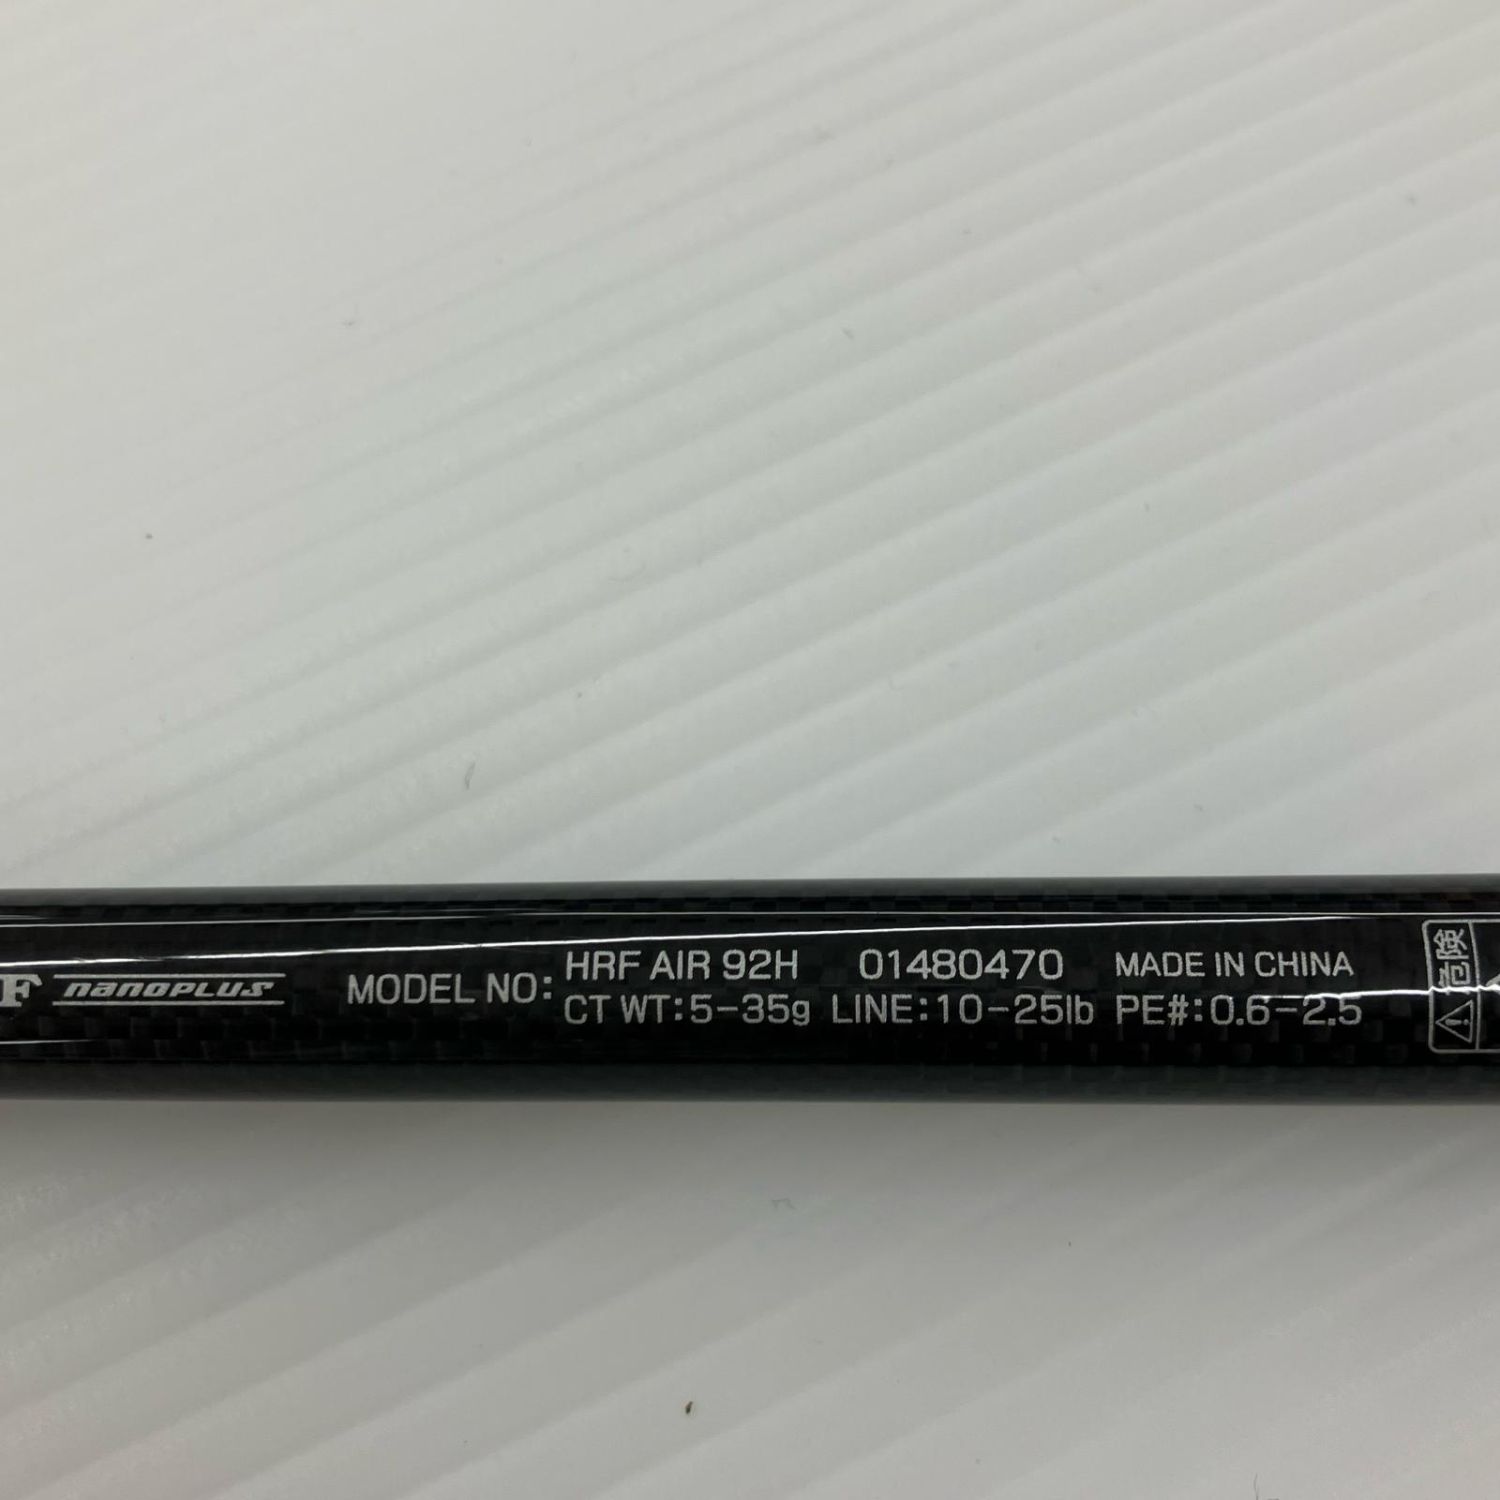 F nanoPLUS
MODEL NO:
HRF AIR 92H 01480470 MADE IN CHINA
CT WT:5-35g LINE:10-25lb PE#:0.6-2.5
危険